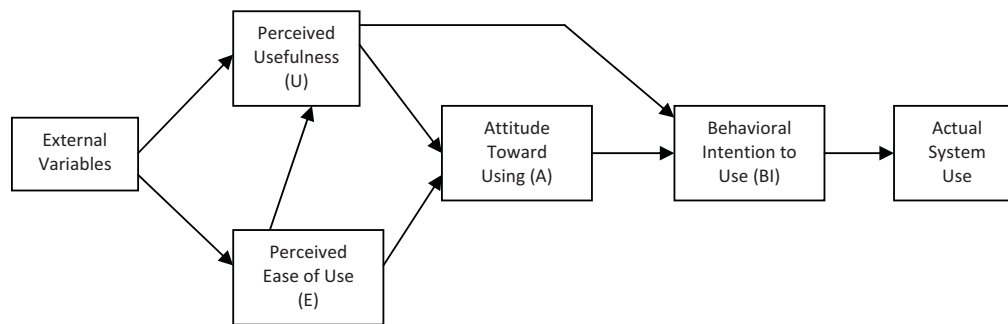 External
Variables
Perceived
Usefulness
(U)
Perceived
Ease of Use
(E)
Attitude
Toward
Using (A)
Behavioral
Intention to
Use (BI)
Actual
System
Use